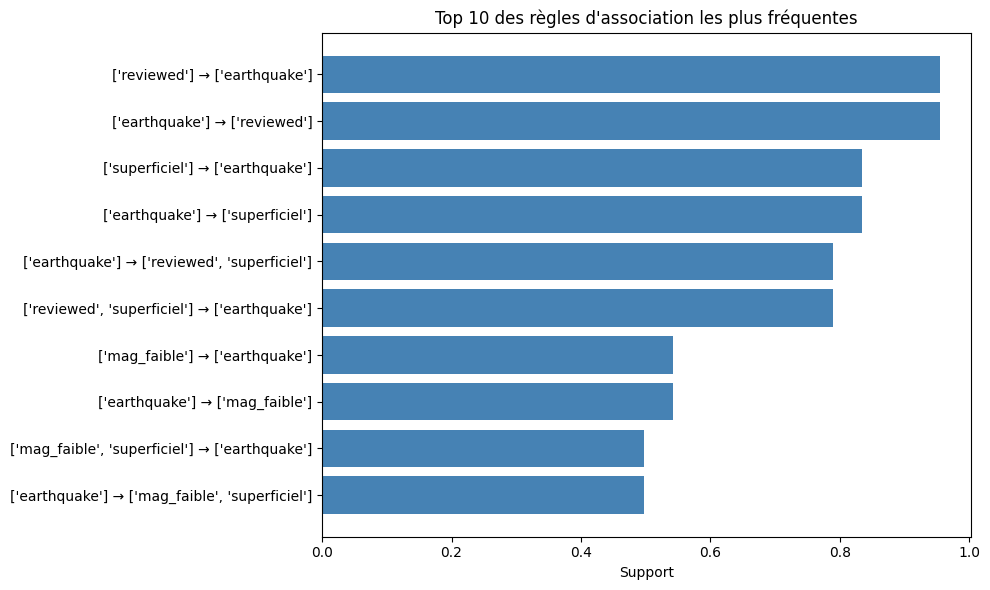 Top 10 des règles d'association les plus fréquentes
['reviewed'] → ['earthquake']
['earthquake'] → ['reviewed']
['superficiel'] → ['earthquake']
['earthquake'] → ['superficiel']
['earthquake'] → ['reviewed', 'superficiel']
['reviewed', 'superficiel'] → ['earthquake']
['mag_faible'] → ['earthquake']
['earthquake'] → ['mag_faible']
['mag_faible', 'superficiel'] → ['earthquake']
['earthquake'] → ['mag_faible', 'superficiel']
0.0 0.2 0.4 0.6 0.8 1.0
Support